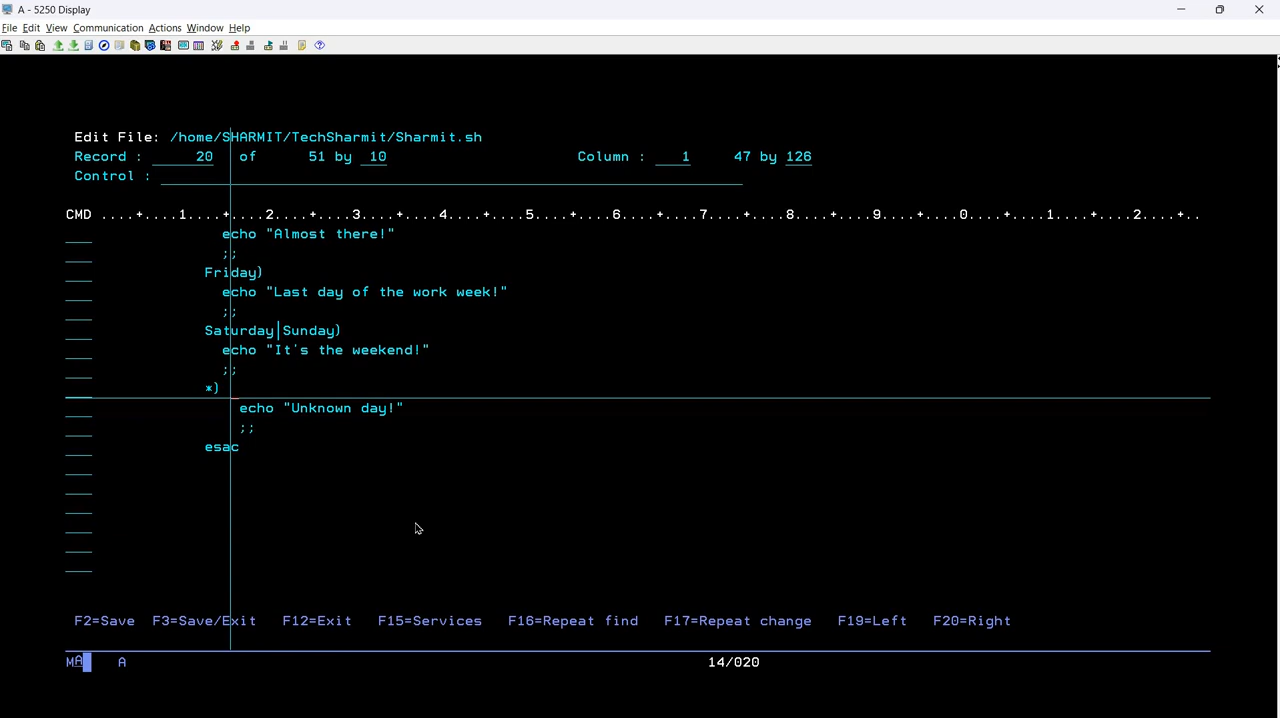 A - 5250 Display
File Edit View Communication Actions Window Help
Edit File: /home/SHARMIT/TechSharmit/Sharmit.sh
Record : 20 of 51 by 10 Column : 1 47 by 126
Control :
CMD ....+....1....+....2....+....3....+....4....+....5....+....6....+....7....+....8....+....9....+....0....+....1....+....2....+..
echo "Almost there!"
;;
Friday)
echo "Last day of the work week!"
;;
Saturday|Sunday)
echo "It's the weekend!"
;;
*)
echo "Unknown day!"
;;
esac
F2=Save F3=Save/Exit F12=Exit F15=Services F16=Repeat find F17=Repeat change F19=Left F20=Right
MA A 14/020